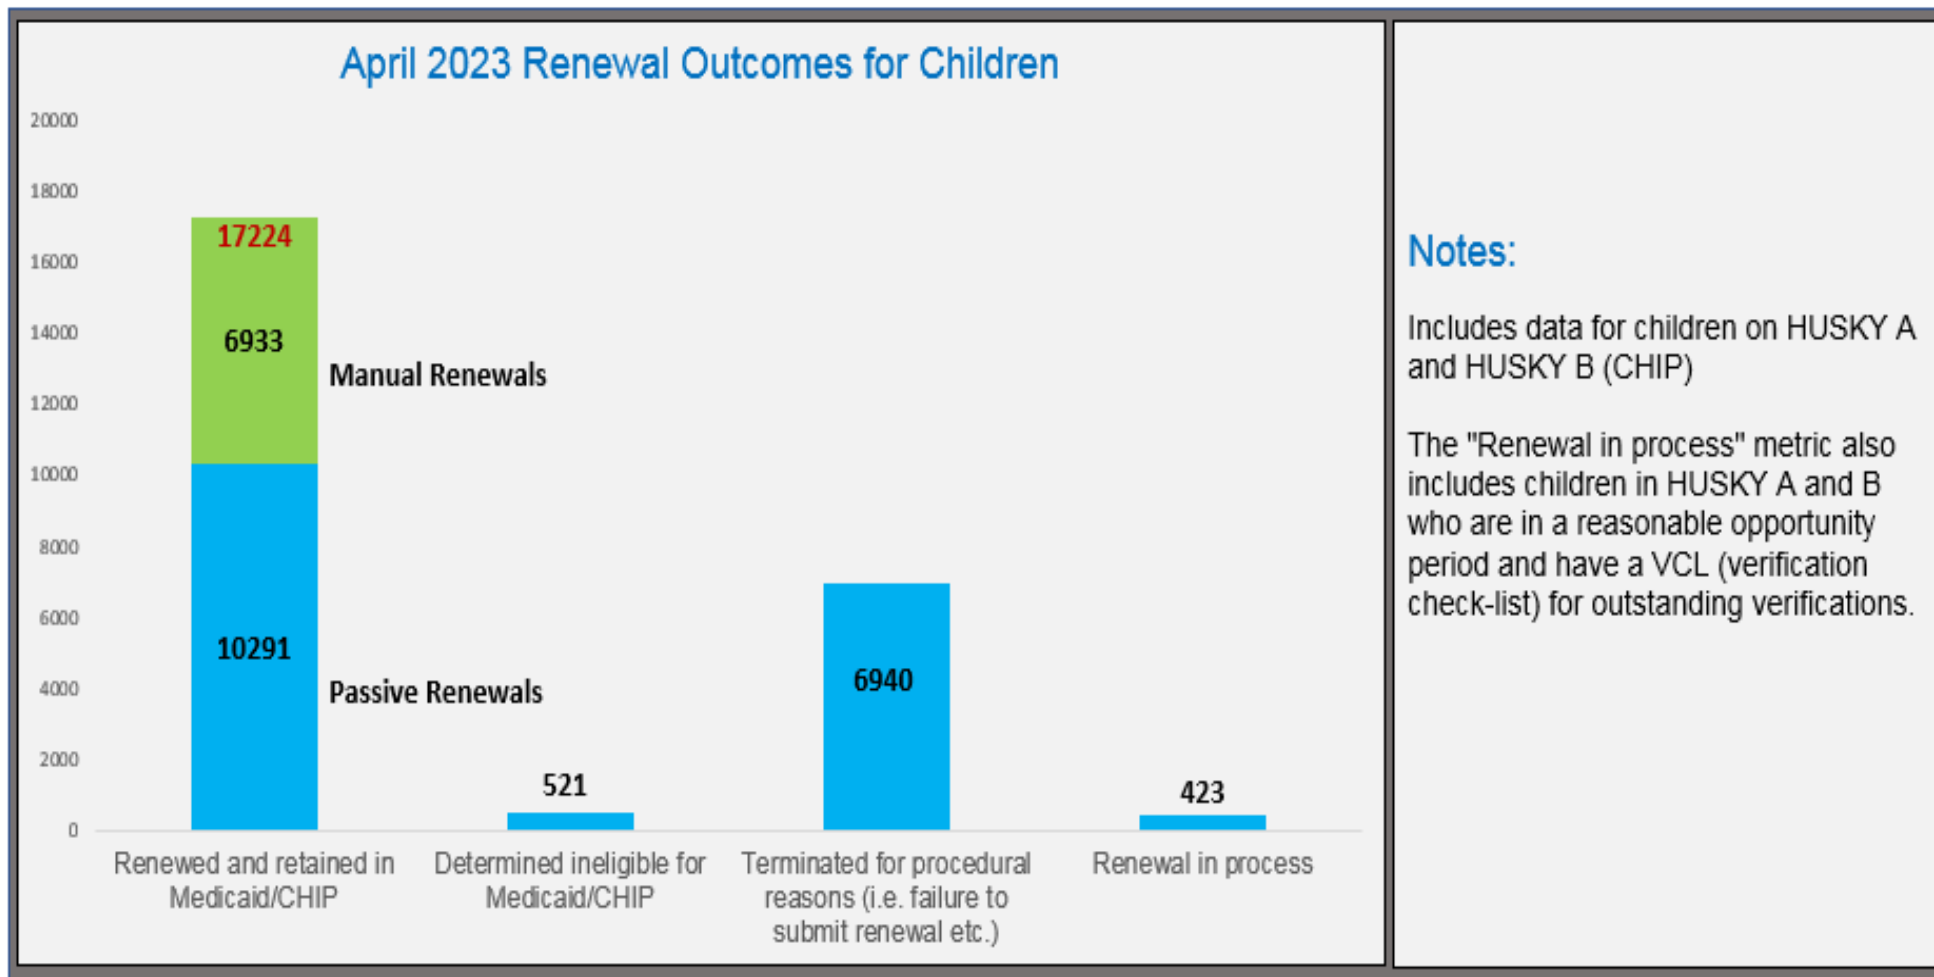 April 2023 Renewal Outcomes for Children
20000
18000
16000
14000
12000
10000
8000
6000
4000
2000
0
17224
6933
Manual Renewals
10291
Passive Renewals
521
6940
423
Renewed and retained in
Medicaid/CHIP
Determined ineligible for
Medicaid/CHIP
Terminated for procedural
reasons (i.e. failure to
submit renewal etc.)
Renewal in process
Notes:
Includes data for children on HUSKY A
and HUSKY B (CHIP)
The "Renewal in process" metric also
includes children in HUSKY A and B
who are in a reasonable opportunity
period and have a VCL (verification
check-list) for outstanding verifications.